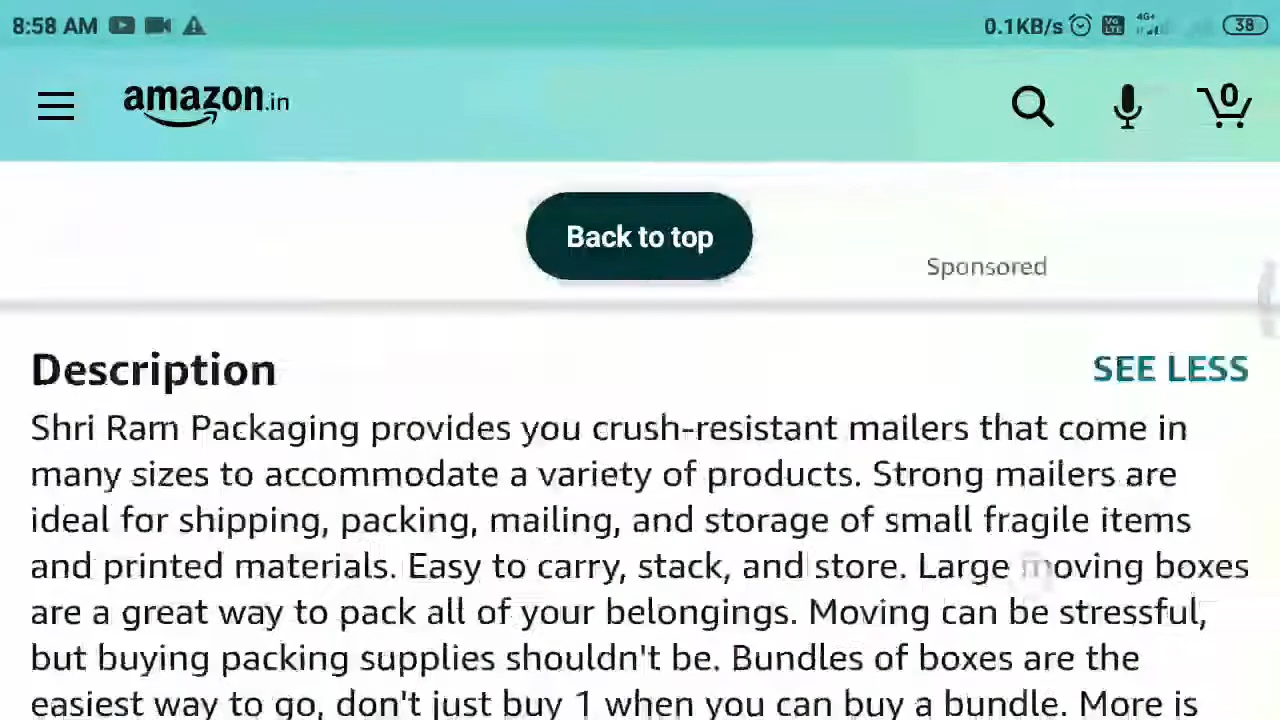 8:58 AM 0.1KB/s 4G+ Vo LTE 38
amazon.in 0
Back to top
Sponsored
Description SEE LESS
Shri Ram Packaging provides you crush-resistant mailers that come in
many sizes to accommodate a variety of products. Strong mailers are
ideal for shipping, packing, mailing, and storage of small fragile items
and printed materials. Easy to carry, stack, and store. Large moving boxes
are a great way to pack all of your belongings. Moving can be stressful,
but buying packing supplies shouldn't be. Bundles of boxes are the
easiest way to go, don't just buy 1 when you can buy a bundle. More is